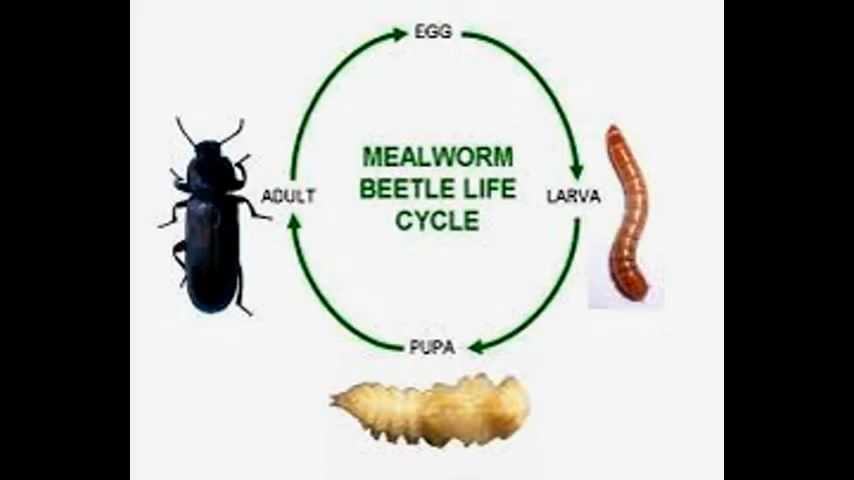 EGG
MEALWORM
BEETLE LIFE
CYCLE
ADULT
LARVA
PUPA